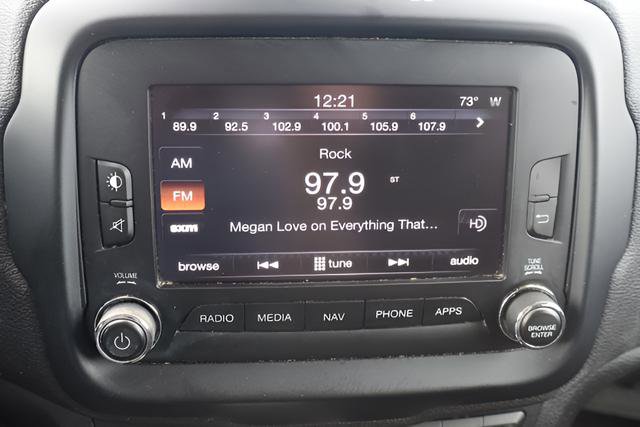 12:21 73° W
1 2 3 4 5 6
89.9 92.5 102.9 100.1 105.9 107.9
Rock
AM
97.9 ST
FM
97.9
sxm
Megan Love on Everything That...
HD
browse tune audio
VOLUME
TUNE
SCROLL
RADIO MEDIA NAV PHONE APPS
BROWSE
ENTER